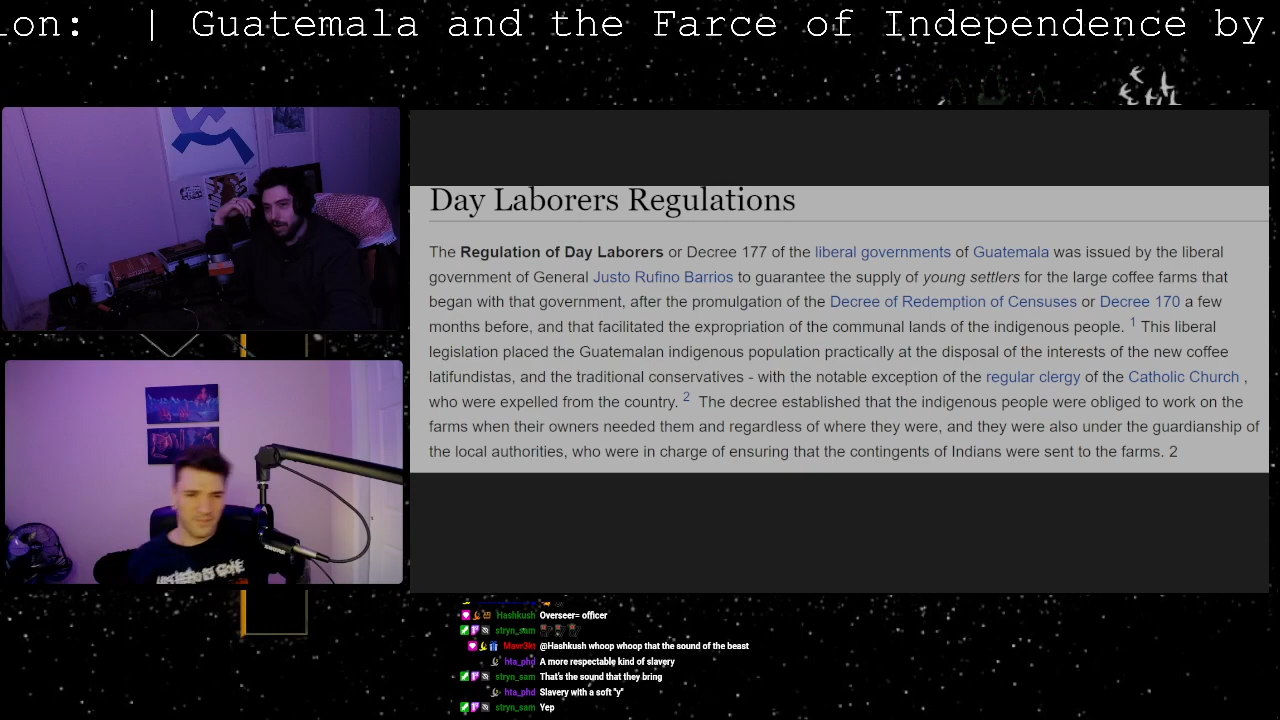 on: | Guatemala and the Farce of Independence by
Day Laborers Regulations
The Regulation of Day Laborers or Decree 177 of the liberal governments of Guatemala was issued by the liberal
government of General Justo Rufino Barrios to guarantee the supply of young settlers for the large coffee farms that
began with that government, after the promulgation of the Decree of Redemption of Censuses or Decree 170 a few
months before, and that facilitated the expropriation of the communal lands of the indigenous people. 1 This liberal
legislation placed the Guatemalan indigenous population practically at the disposal of the interests of the new coffee
latifundistas, and the traditional conservatives - with the notable exception of the regular clergy of the Catholic Church ,
who were expelled from the country. 2 The decree established that the indigenous people were obliged to work on the
farms when their owners needed them and regardless of where they were, and they were also under the guardianship of
the local authorities, who were in charge of ensuring that the contingents of Indians were sent to the farms. 2
Hashkush Overseer= officer
stryn_sam
Mavr3kt @Hashkush whoop whoop that the sound of the beast
hta_phd A more respectable kind of slavery
stryn_sam That's the sound that they bring
hta_phd Slavery with a soft "y"
stryn_sam Yep